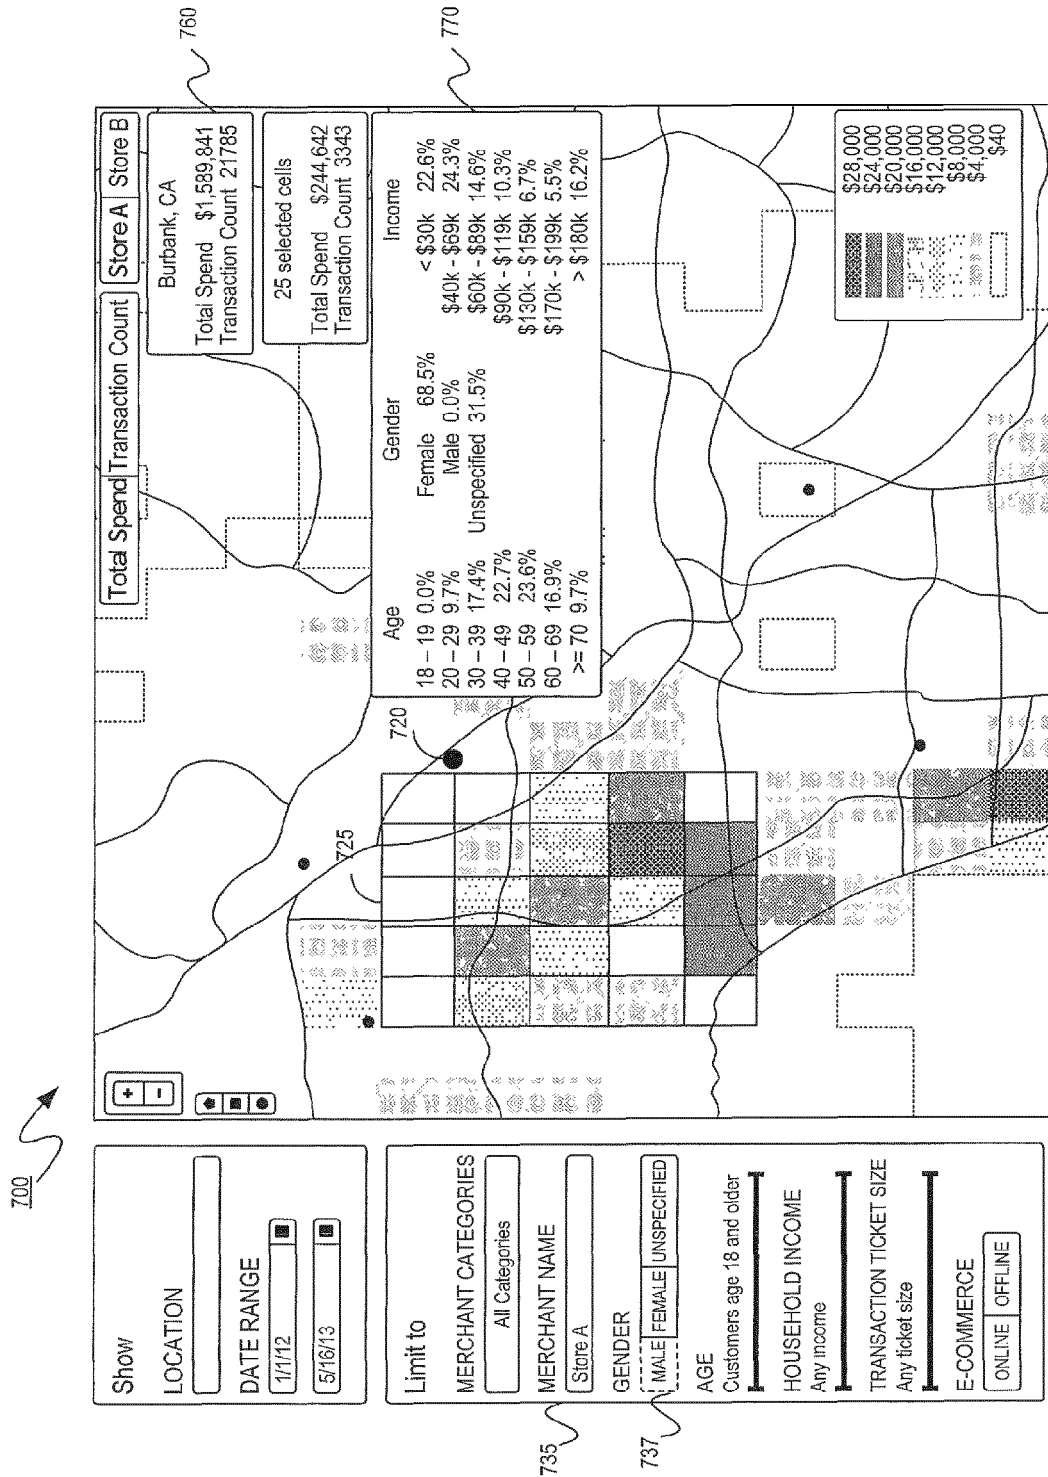 700
Show
LOCATION
DATE RANGE
1/1/12
5/16/13
Limit to
MERCHANT CATEGORIES
All Categories
MERCHANT NAME
Store A
GENDER
MALE FEMALE UNSPECIFIED
AGE
Customers age 18 and older
HOUSEHOLD INCOME
Any income
TRANSACTION TICKET SIZE
Any ticket size
E-COMMERCE
ONLINE OFFLINE
735
737
+
−
Total Spend Transaction Count Store A Store B
Burbank, CA
Total Spend $1,589,841
Transaction Count 21785
760
25 selected cells
Total Spend $244,642
Transaction Count 3343
Age Gender Income
18 – 19 0.0% Female 68.5% < $30k 22.6%
20 – 29 9.7% Male 0.0% $40k - $69k 24.3%
30 – 39 17.4% Unspecified 31.5% $60k - $89k 14.6%
40 – 49 22.7% $90k - $119k 10.3%
50 – 59 23.6% $130k - $159k 6.7%
60 – 69 16.9% $170k - $199k 5.5%
>= 70 9.7% > $180k 16.2%
770
720
725
$28,000
$24,000
$20,000
$16,000
$12,000
$8,000
$4,000
$40